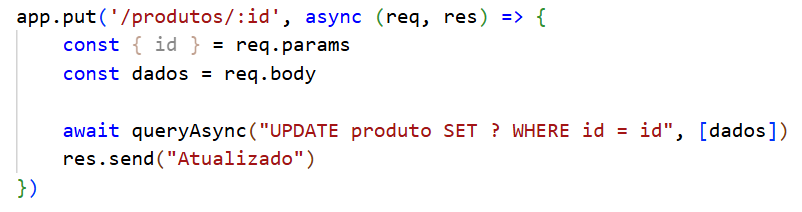 app.put('/produtos/:id', async (req, res) => {
    const { id } = req.params
    const dados = req.body

    await queryAsync("UPDATE produto SET ? WHERE id = id", [dados])
    res.send("Atualizado")
})